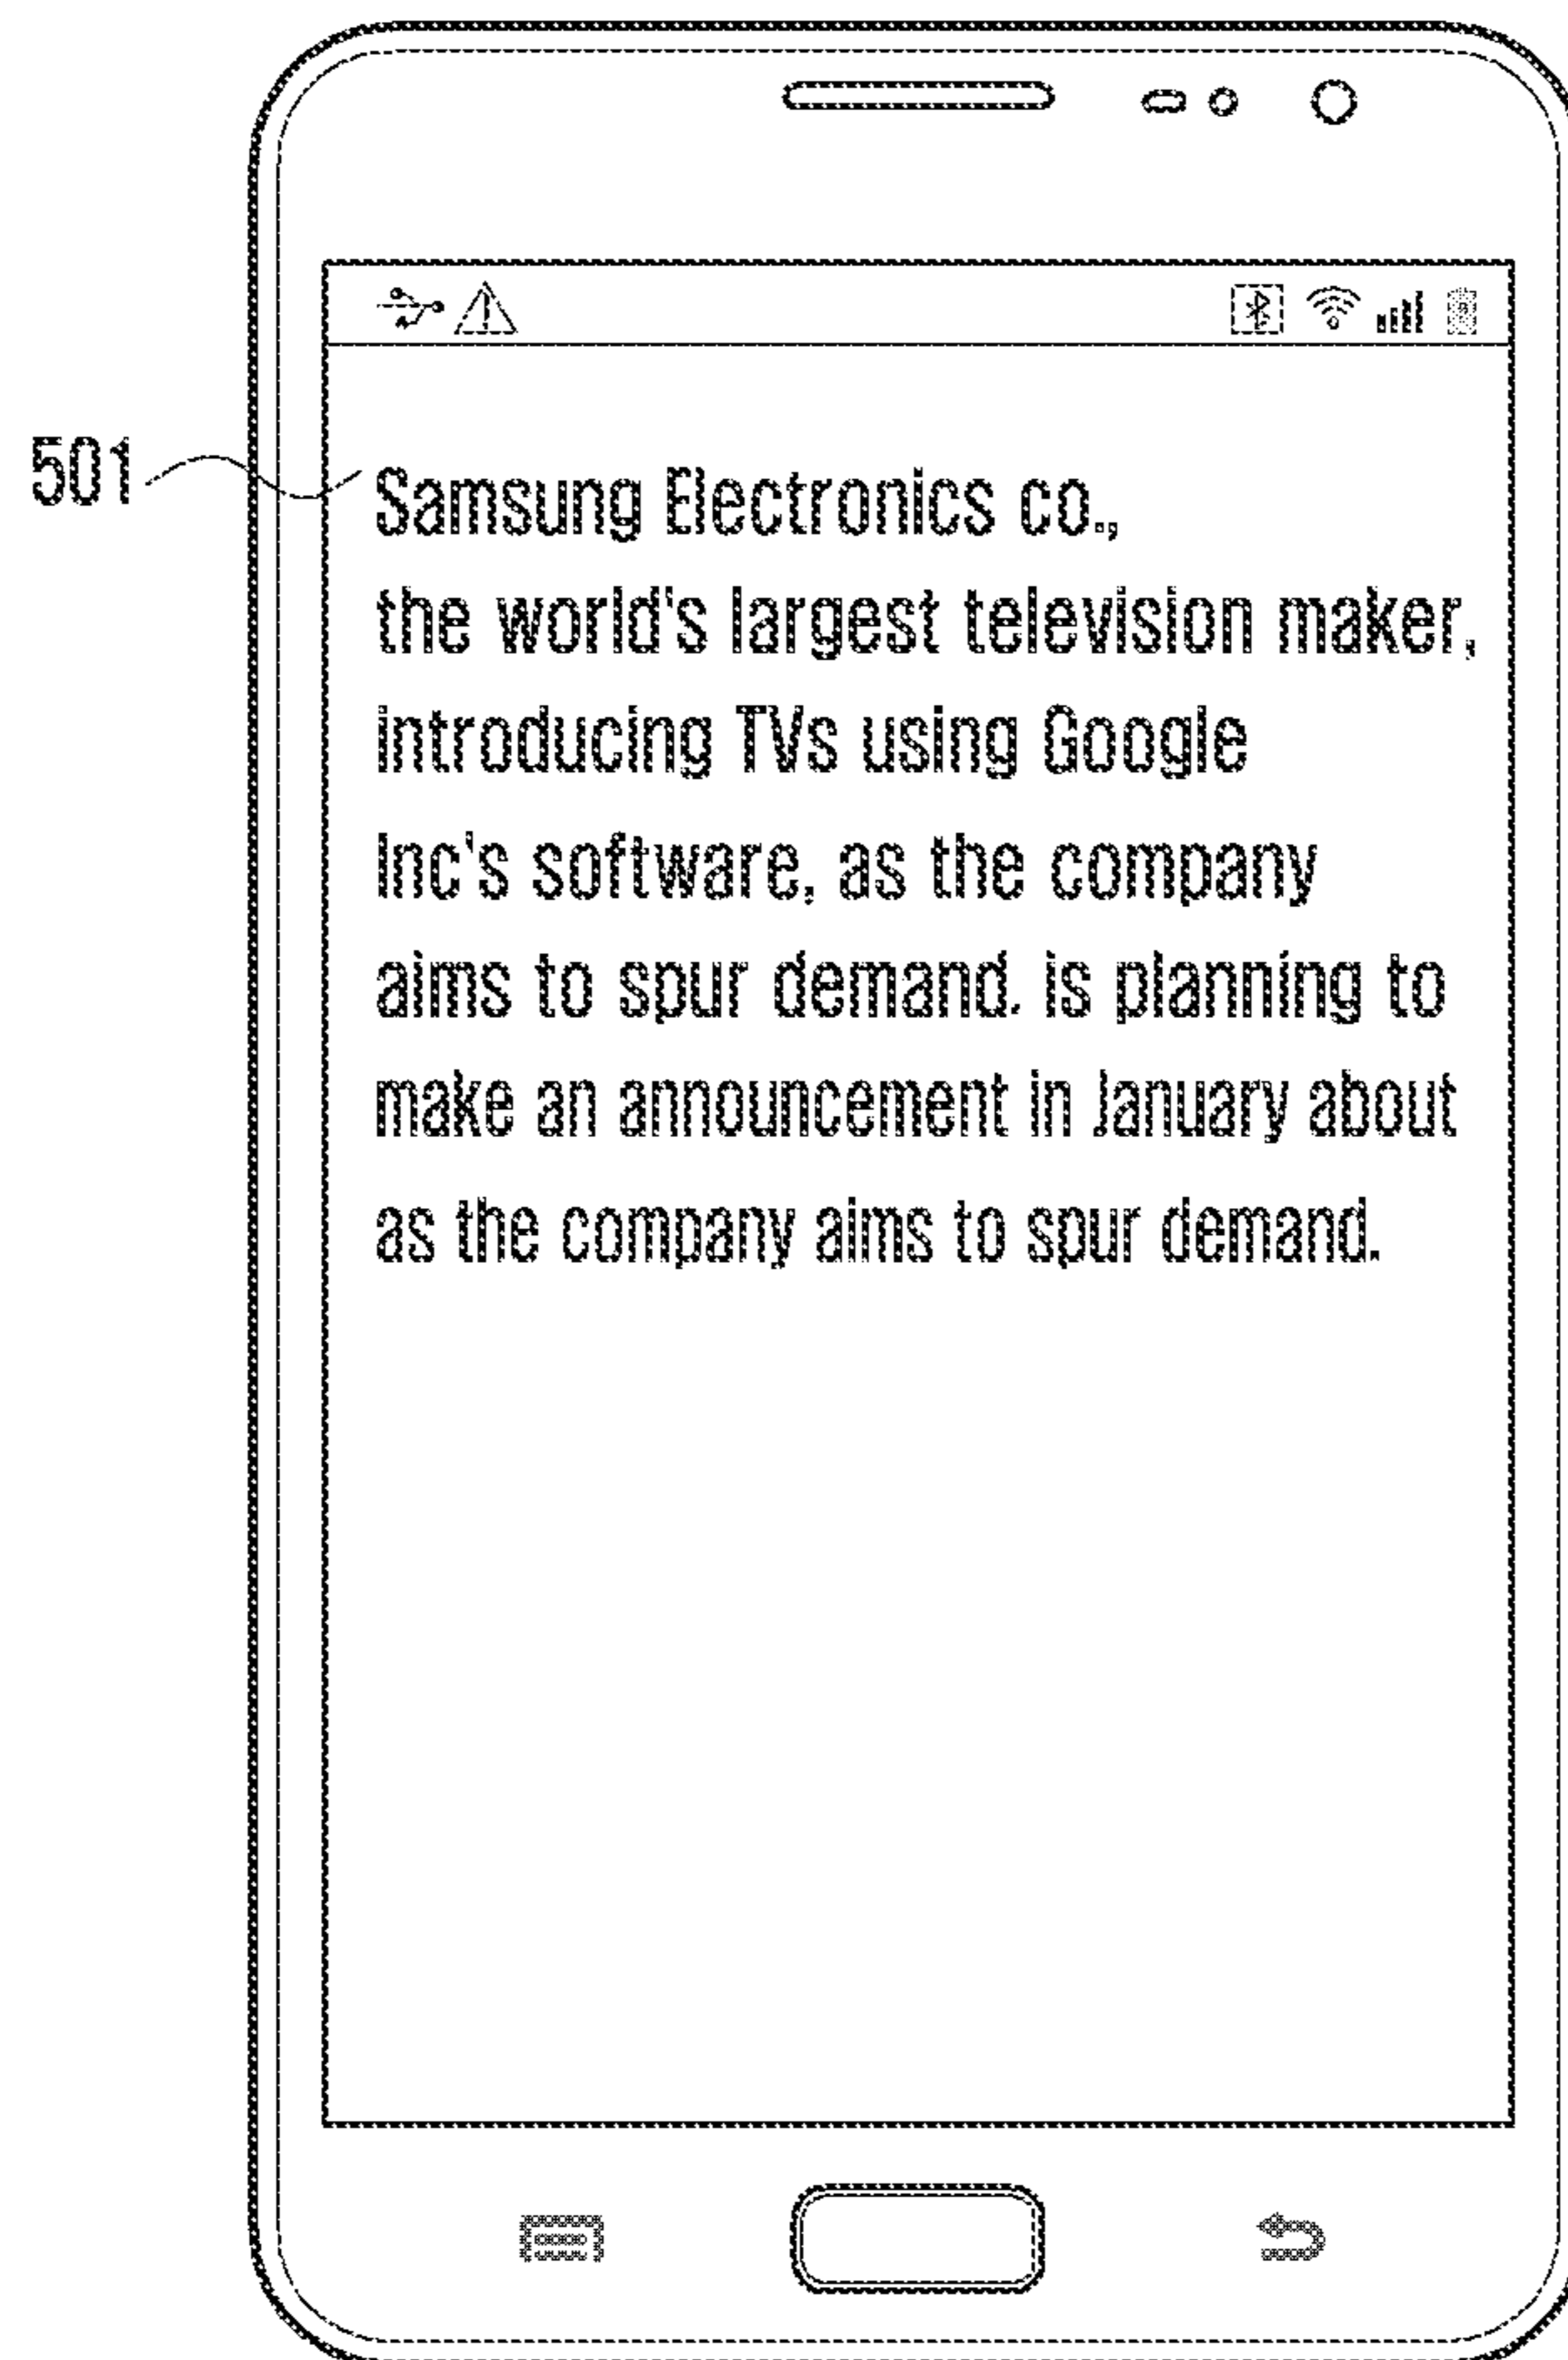 501
Samsung Electronics co.,
the world's largest television maker,
introducing TVs using Google
Inc's software, as the company
aims to spur demand. is planning to
make an announcement in January about
as the company aims to spur demand.